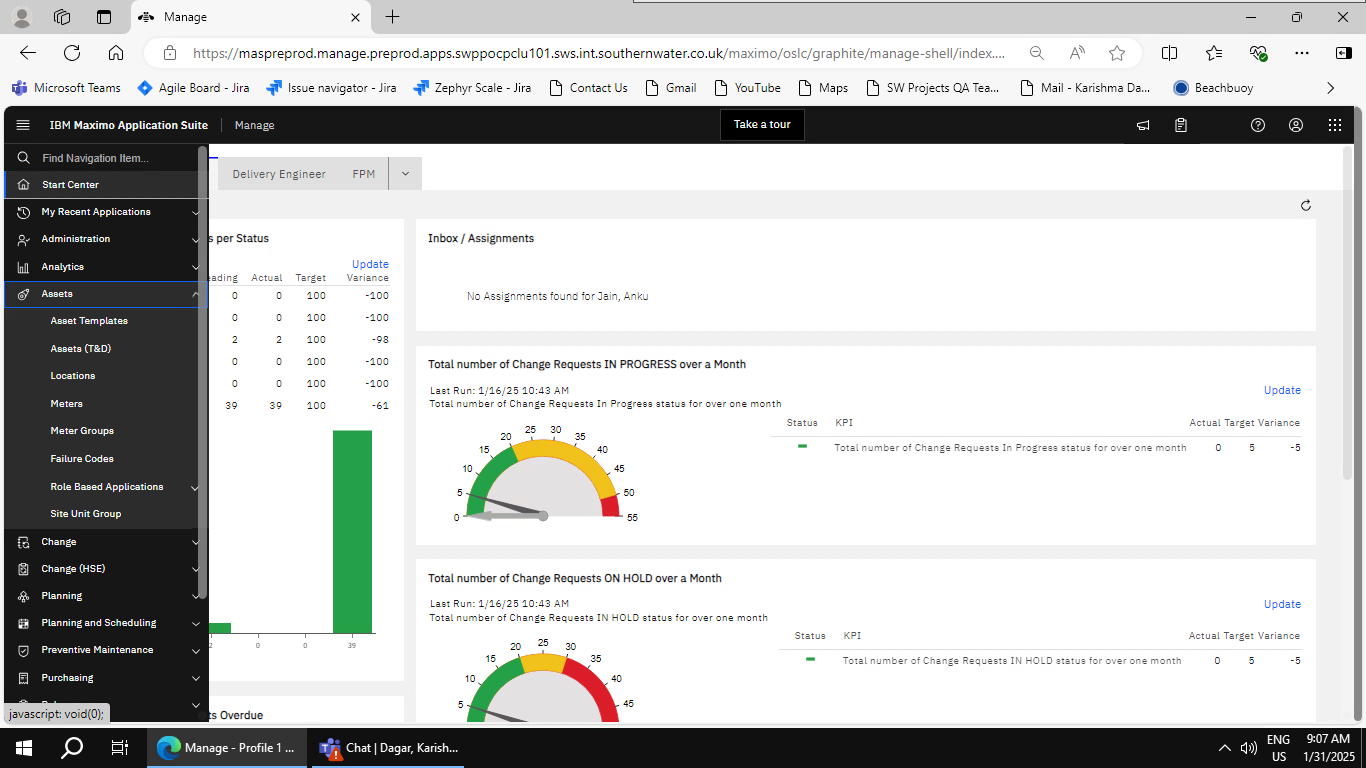 Manage
https://maspreprod.manage.preprod.apps.swppocpclu101.sws.int.southernwater.co.uk/maximo/oslc/graphite/manage-shell/index....
Microsoft Teams
Agile Board - Jira
Issue navigator - Jira
Zephyr Scale - Jira
Contact Us
Gmail
YouTube
Maps
SW Projects QA Tea...
Mail - Karishma Da...
Beachbuoy
IBM Maximo Application Suite
Manage
Take a tour
Find Navigation Item...
Start Center
My Recent Applications
Administration
Analytics
Assets
Asset Templates
Assets (T&D)
Locations
Meters
Meter Groups
Failure Codes
Role Based Applications
Site Unit Group
Change
Change (HSE)
Planning
Planning and Scheduling
Preventive Maintenance
Purchasing
javascript: void(0);
Delivery Engineer
FPM
s per Status
Update
eading Actual Target Variance
0 0 100 -100
0 0 100 -100
2 2 100 -98
0 0 100 -100
0 0 100 -100
39 39 100 -61
2 0 0 39
ts Overdue
Inbox / Assignments
No Assignments found for Jain, Anku
Total number of Change Requests IN PROGRESS over a Month
Last Run: 1/16/25 10:43 AM
Update
Total number of Change Requests In Progress status for over one month
0 5 10 15 20 25 30 35 40 45 50 55
Status KPI Actual Target Variance
Total number of Change Requests In Progress status for over one month 0 5 -5
Total number of Change Requests ON HOLD over a Month
Last Run: 1/16/25 10:43 AM
Update
Total number of Change Requests IN HOLD status for over one month
5 10 15 20 25 30 35 40 45
Status KPI Actual Target Variance
Total number of Change Requests IN HOLD status for over one month 0 5 -5
Manage - Profile 1 ...
Chat | Dagar, Karish...
ENG
US
9:07 AM
1/31/2025